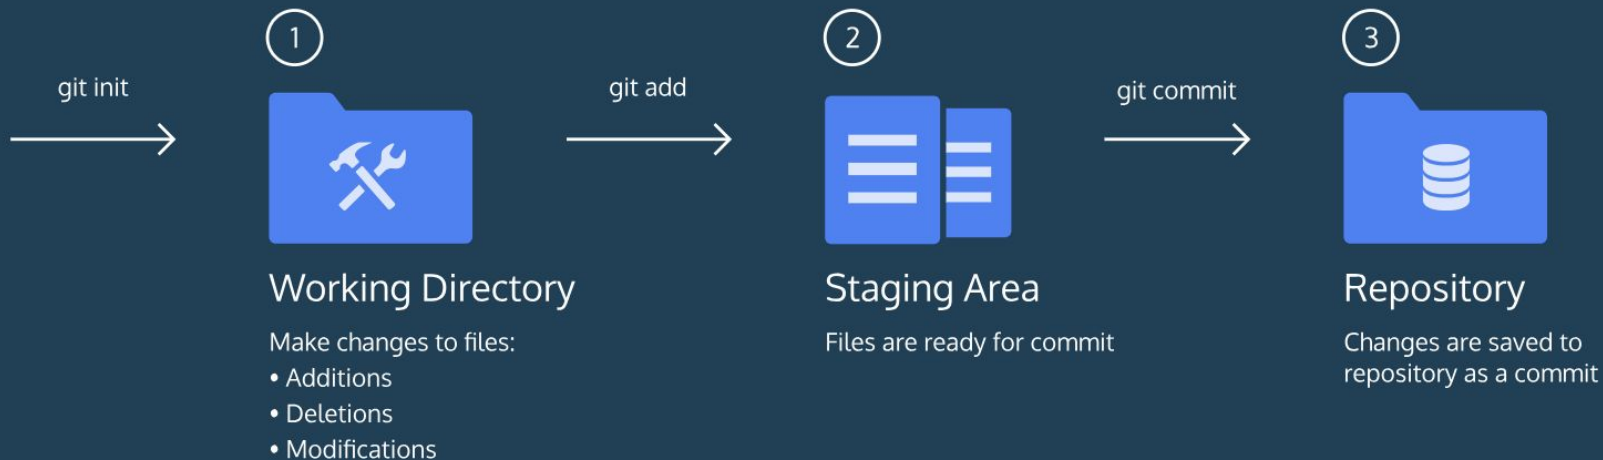 git init
1
Working Directory
Make changes to files:
• Additions
• Deletions
• Modifications
git add
2
Staging Area
Files are ready for commit
git commit
3
Repository
Changes are saved to
repository as a commit